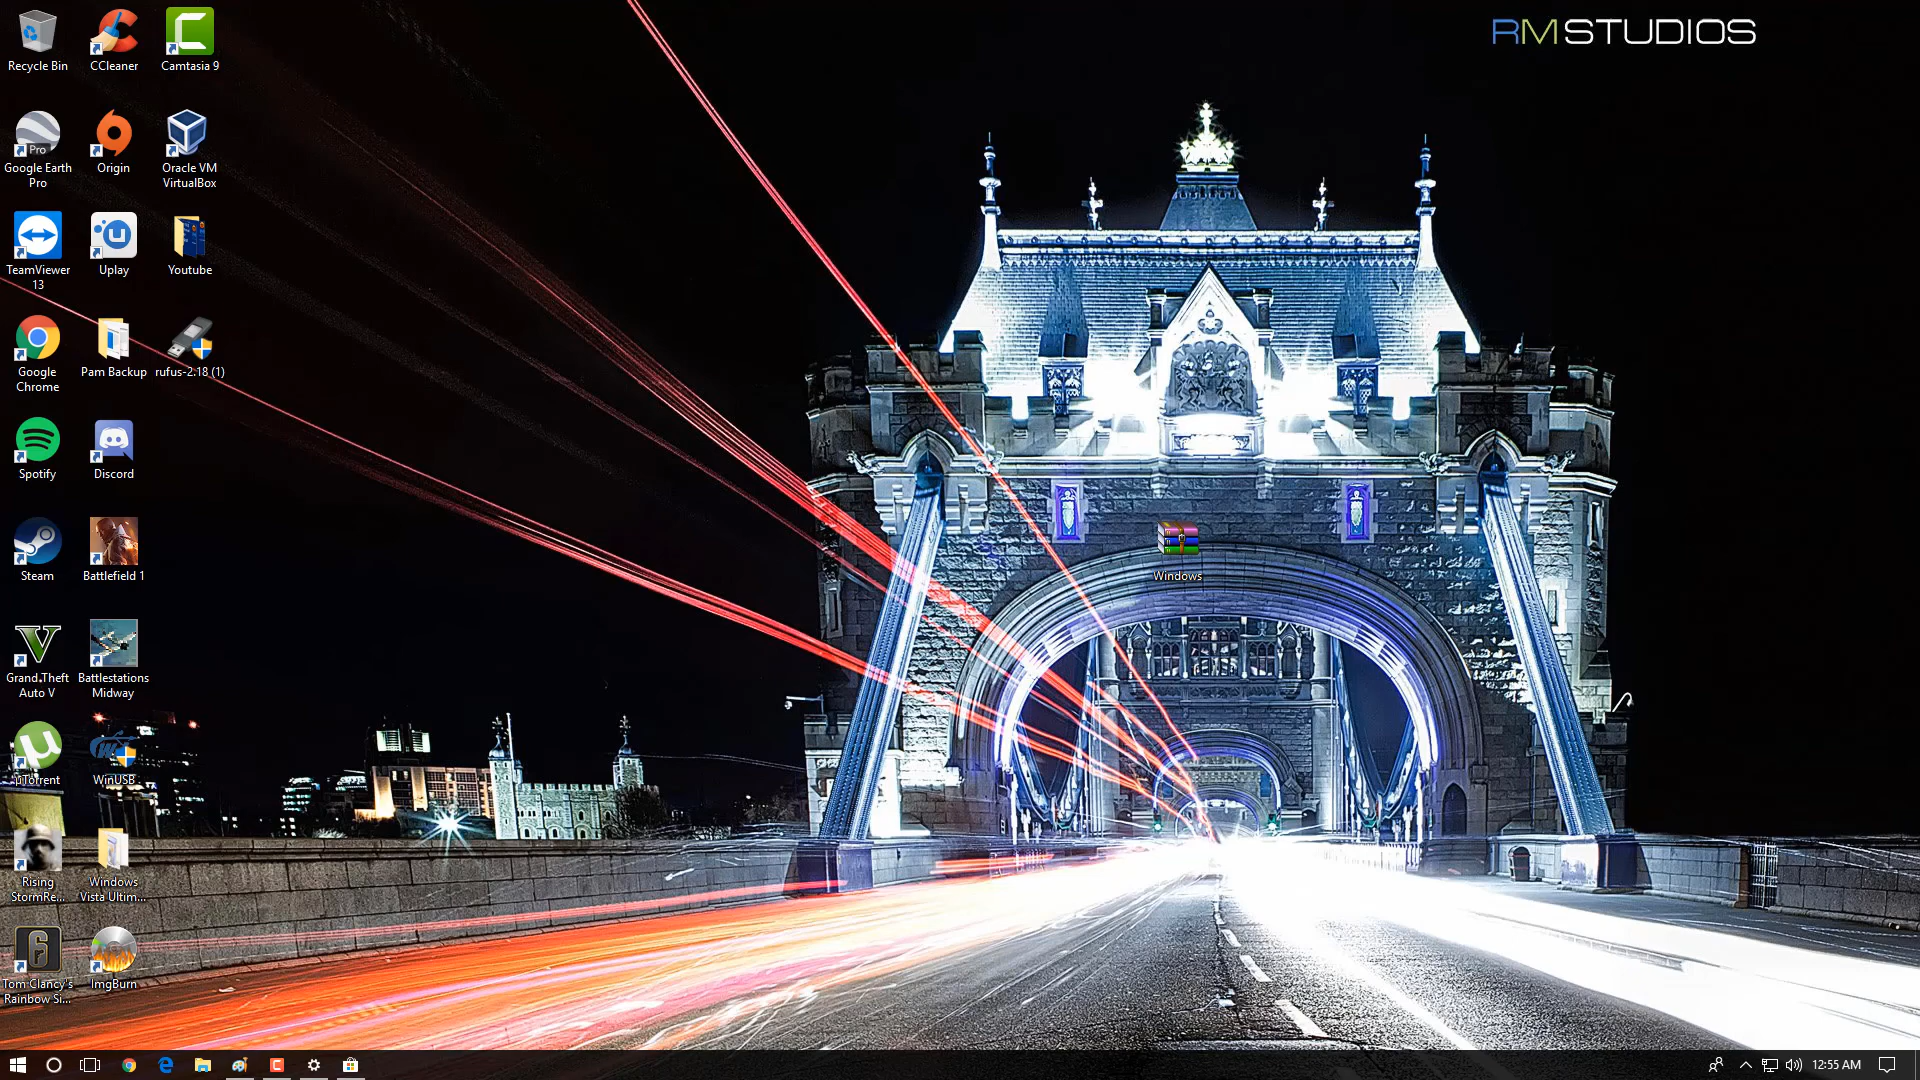 RMSTUDIOS
Recycle Bin
CCleaner
Camtasia 9
Pro
Google Earth
Pro
Origin
Oracle VM
VirtualBox
TeamViewer
13
Uplay
Youtube
Google
Chrome
Pam Backup
rufus-2.18 (1)
Spotify
Discord
Steam
Battlefield 1
Windows
Grand Theft
Auto V
Battlestations
Midway
µTorrent
WinUSB
Rising
StormRe...
Windows
Vista Ultim...
Tom Clancy's
Rainbow Si...
ImgBurn
12:55 AM